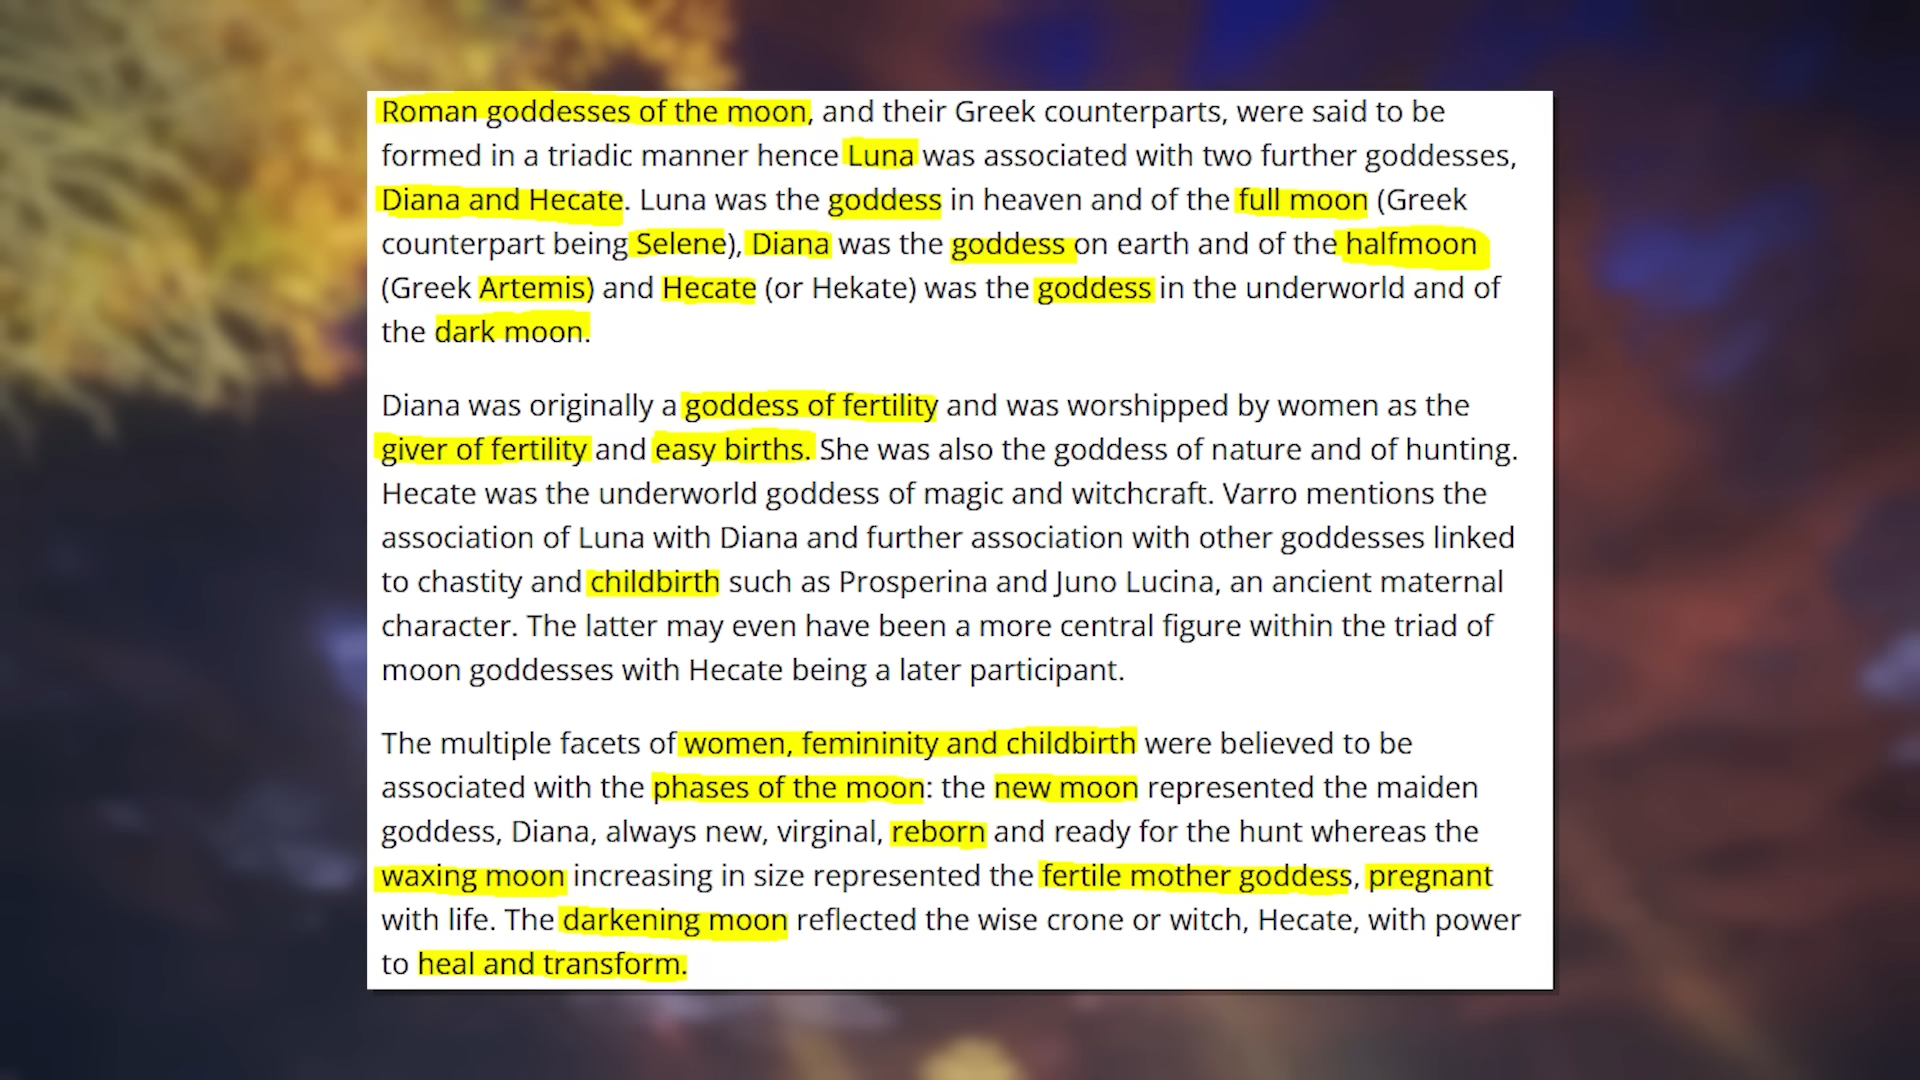 Roman goddesses of the moon, and their Greek counterparts, were said to be
formed in a triadic manner hence Luna was associated with two further goddesses,
Diana and Hecate. Luna was the goddess in heaven and of the full moon (Greek
counterpart being Selene), Diana was the goddess on earth and of the halfmoon
(Greek Artemis) and Hecate (or Hekate) was the goddess in the underworld and of
the dark moon.
Diana was originally a goddess of fertility and was worshipped by women as the
giver of fertility and easy births. She was also the goddess of nature and of hunting.
Hecate was the underworld goddess of magic and witchcraft. Varro mentions the
association of Luna with Diana and further association with other goddesses linked
to chastity and childbirth such as Prosperina and Juno Lucina, an ancient maternal
character. The latter may even have been a more central figure within the triad of
moon goddesses with Hecate being a later participant.
The multiple facets of women, femininity and childbirth were believed to be
associated with the phases of the moon: the new moon represented the maiden
goddess, Diana, always new, virginal, reborn and ready for the hunt whereas the
waxing moon increasing in size represented the fertile mother goddess, pregnant
with life. The darkening moon reflected the wise crone or witch, Hecate, with power
to heal and transform.